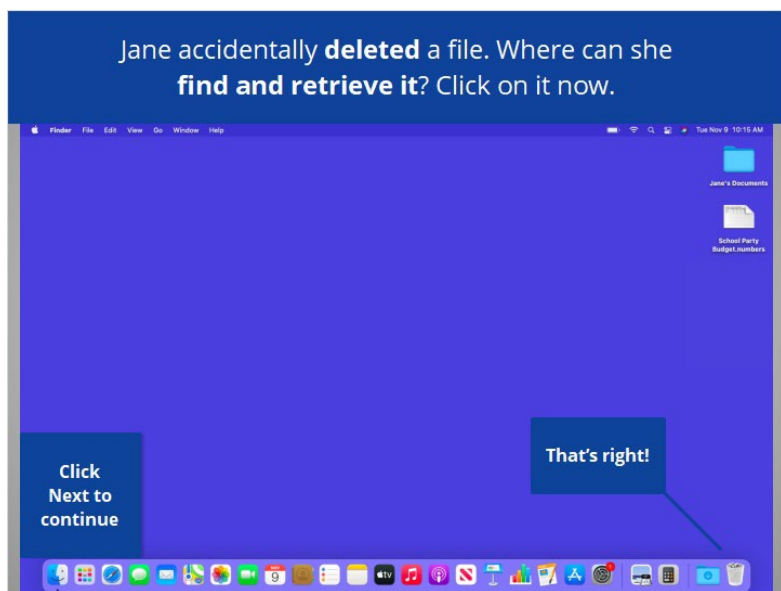 Jane accidentally deleted a file. Where can she
find and retrieve it? Click on it now.
Finder File Edit View Go Window Help
Tue Nov 9 10:15 AM
Jane's Documents
School Party
Budget.numbers
That's right!
Click
Next to
continue
9
tv